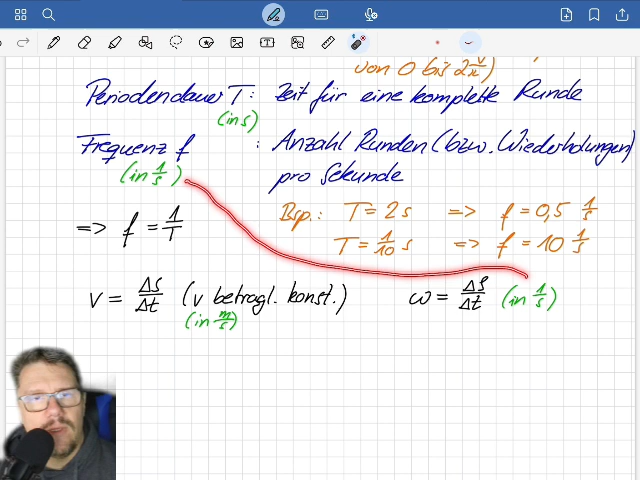 von 0 bis 2
Periodendauer T: Zeit für eine komplette Runde
(in s)
Frequenz f : Anzahl Runden (bzw. Wiederholungen)
(in 1/s) pro Sekunde
Bsp.: T = 2 s => f = 0,5 1/s
=> f = 1/T
T = 1/10 s => f = 10 1/s
v = Δs/Δt (v betragl. konst.) ω = Δφ/Δt (in 1/s)
(in m/s)